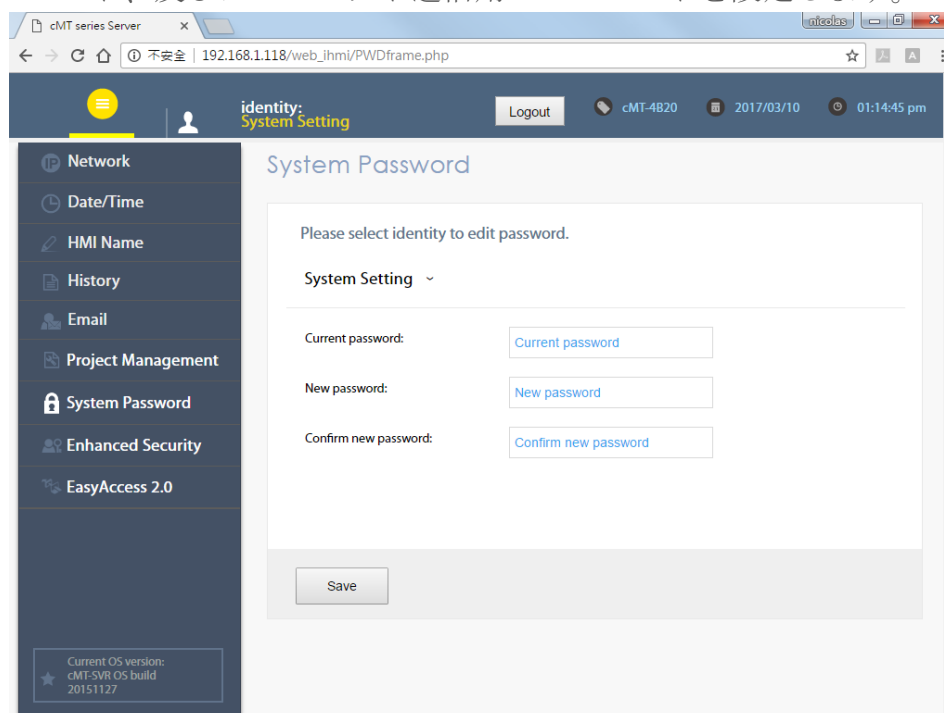 cMT series Server
nicolas
不安全 | 192.168.1.118/web_ihmi/PWDframe.php
identity:
System Setting
Logout
cMT-4B20
2017/03/10
01:14:45 pm
Network
Date/Time
HMI Name
History
Email
Project Management
System Password
Enhanced Security
EasyAccess 2.0
Current OS version:
cMT-SVR OS build
20151127
System Password
Please select identity to edit password.
System Setting
Current password:
Current password
New password:
New password
Confirm new password:
Confirm new password
Save